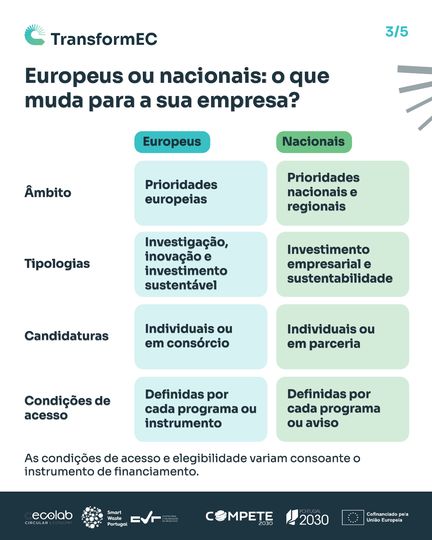 TransformEC
3/5
Europeus ou nacionais: o que
muda para a sua empresa?
Europeus
Nacionais
Âmbito
Prioridades
europeias
Prioridades
nacionais e
regionais
Tipologias
Investigação,
inovação e
investimento
sustentável
Investimento
empresarial e
sustentabilidade
Candidaturas
Individuais ou
em consórcio
Individuais ou
em parceria
Condições de
acesso
Definidas por
cada programa ou
instrumento
Definidas por
cada programa
ou aviso
As condições de acesso e elegibilidade variam consoante o
instrumento de financiamento.
ecolab
CIRCULAR ECONOMY
Smart
Waste
Portugal
COMPETE
2030
PORTUGAL
2030
Cofinanciado pela
União Europeia